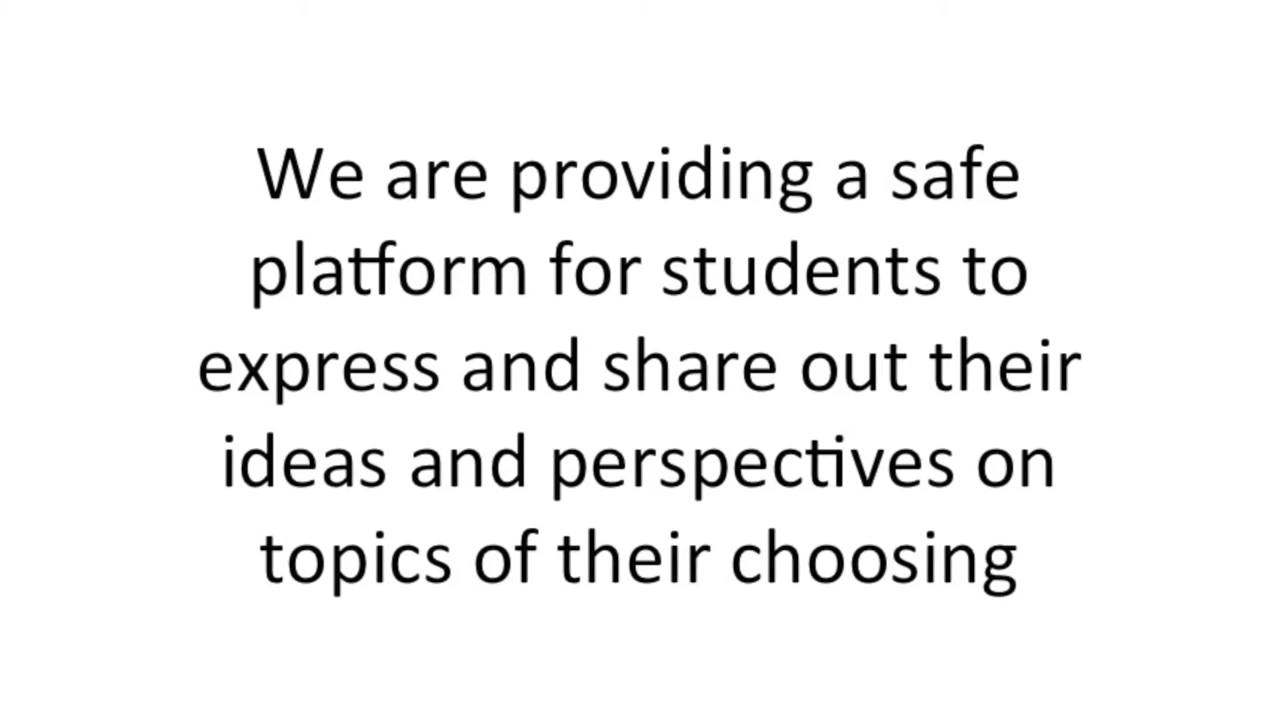 We are providing a safe
platform for students to
express and share out their
ideas and perspectives on
topics of their choosing